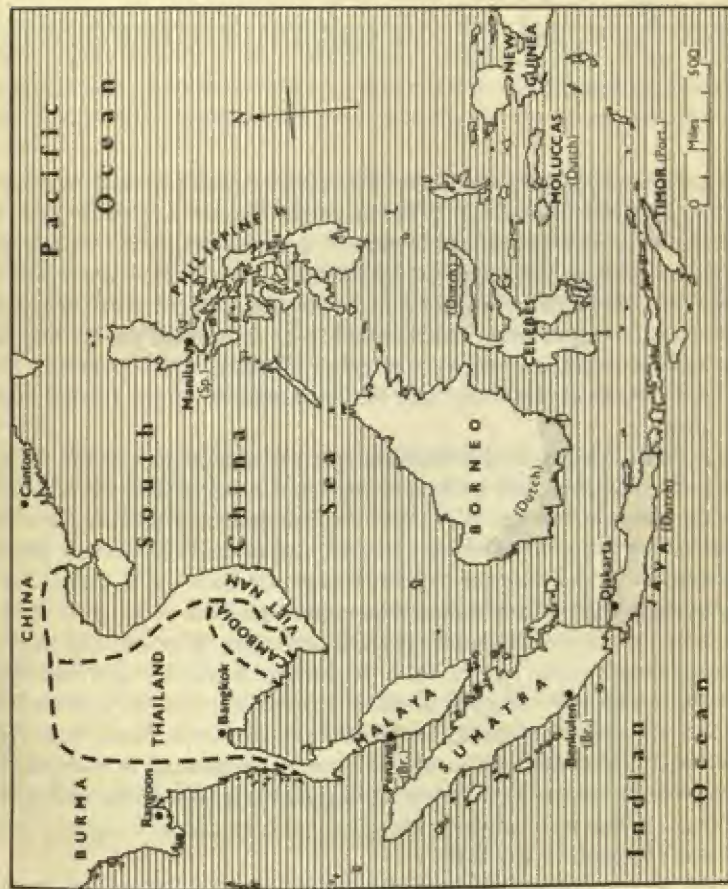 Pacific
Ocean
CHINA
Canton
BURMA
Rangoon
THAILAND
Bangkok
VIET NAM
CAMBODIA
South
China
Sea
PHILIPPINE IS
Manila
(Sp.)
N
MALAYA
Penang
(Br.)
SUMATRA
Benkulen
(Br.)
BORNEO
(Dutch)
(Dutch)
CELEBES
MOLUCCAS
(Dutch)
NEW
GUINEA
Djakarta
JAVA (Dutch)
TIMOR (Port.)
Indian
Ocean
0 Miles 500